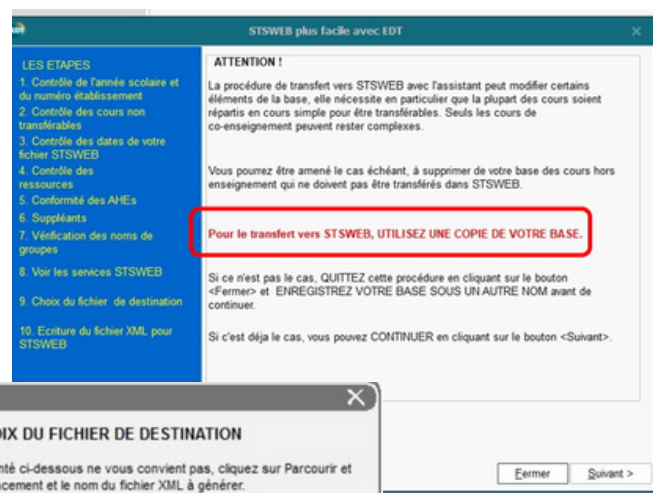 EDT
STSWEB plus facile avec EDT
LES ETAPES
1. Contrôle de l'année scolaire et
du numéro établissement
2. Contrôle des cours non
transférables
3. Contrôle des dates de votre
fichier STSWEB
4. Contrôle des
ressources
5. Conformité des AHEs
6. Suppléants
7. Vérification des noms de
groupes
8. Voir les services STSWEB
9. Choix du fichier de destination
10. Ecriture du fichier XML pour
STSWEB
ATTENTION !
La procédure de transfert vers STSWEB avec l'assistant peut modifier certains
éléments de la base, elle nécessite en particulier que la plupart des cours soient
répartis en cours simple pour être transférables. Seuls les cours de
co-enseignement peuvent rester complexes.
Vous pourrez être amené le cas échéant, à supprimer de votre base des cours hors
enseignement qui ne doivent pas être transférés dans STSWEB.
Pour le transfert vers STSWEB, UTILISEZ UNE COPIE DE VOTRE BASE.
Si ce n'est pas le cas, QUITTEZ cette procédure en cliquant sur le bouton
<Fermer> et ENREGISTREZ VOTRE BASE SOUS UN AUTRE NOM avant de
continuer.
Si c'est déja le cas, vous pouvez CONTINUER en cliquant sur le bouton <Suivant>.
Fermer
Suivant >
OIX DU FICHIER DE DESTINATION
nté ci-dessous ne vous convient pas, cliquez sur Parcourir et
acement et le nom du fichier XML à générer.